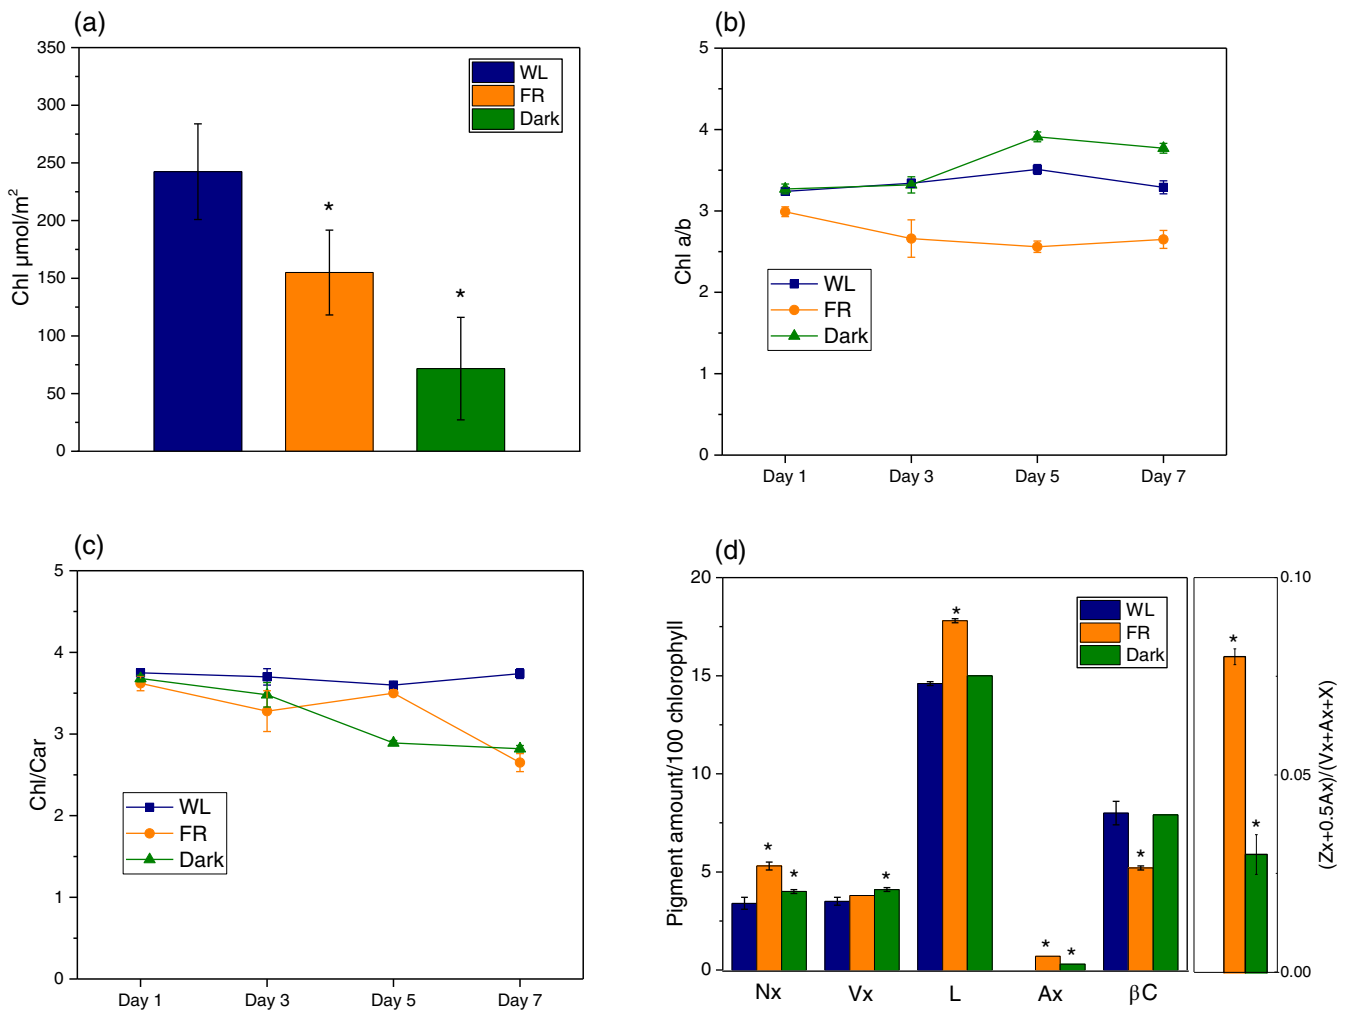 (a)
350
300
250
200
150
100
50
0
Chl µmol/m²
WL
FR
Dark
*
*
(b)
5
4
3
2
1
0
Chl a/b
WL
FR
Dark
Day 1 Day 3 Day 5 Day 7
(c)
5
4
3
2
1
0
Chl/Car
WL
FR
Dark
Day 1 Day 3 Day 5 Day 7
(d)
20
15
10
5
0
Pigment amount/100 chlorophyll
WL
FR
Dark
*
*
*
*
*
*
*
Nx Vx L Ax βC
*
*
0.10
0.05
0.00
(Zx+0.5Ax)/(Vx+Ax+X)